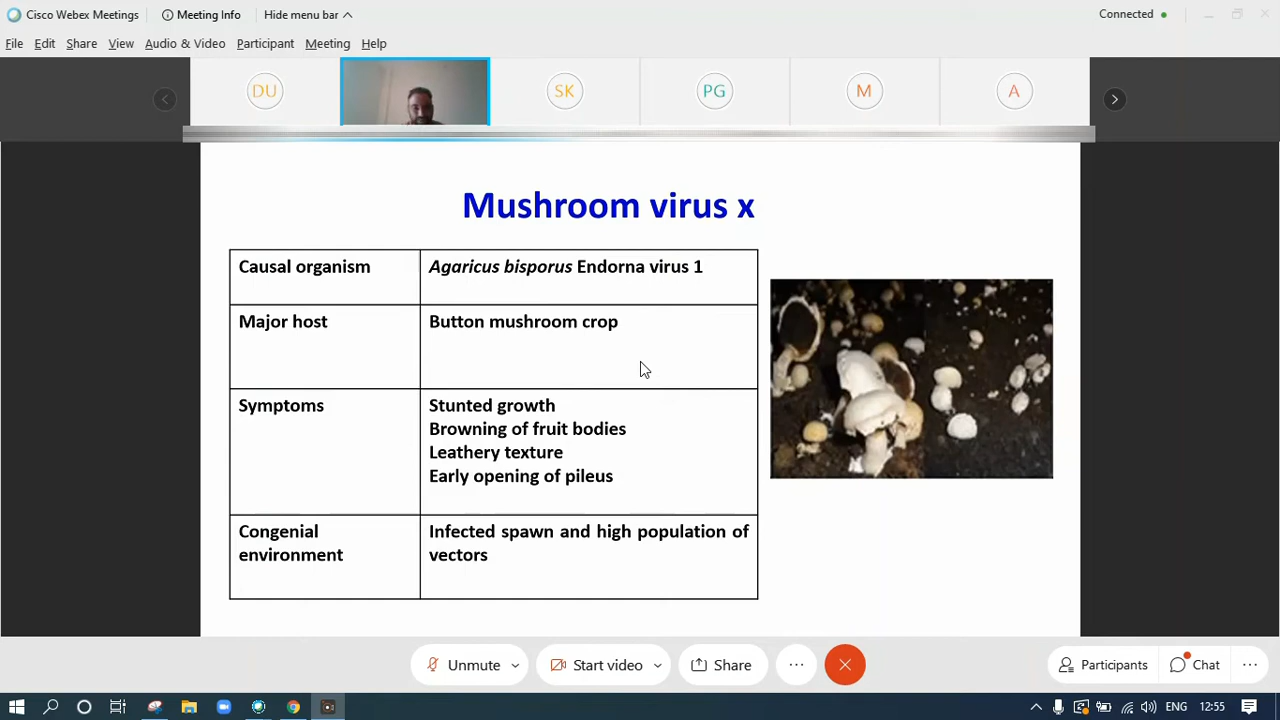 Cisco Webex Meetings
Meeting Info
Hide menu bar
Connected
File Edit Share View Audio & Video Participant Meeting Help
DU
SK
PG
M
A
Mushroom virus x
Causal organism
Agaricus bisporus Endorna virus 1
Major host
Button mushroom crop
Symptoms
Stunted growth
Browning of fruit bodies
Leathery texture
Early opening of pileus
Congenial
environment
Infected spawn and high population of
vectors
Unmute
Start video
Share
Participants
Chat
ENG
12:55